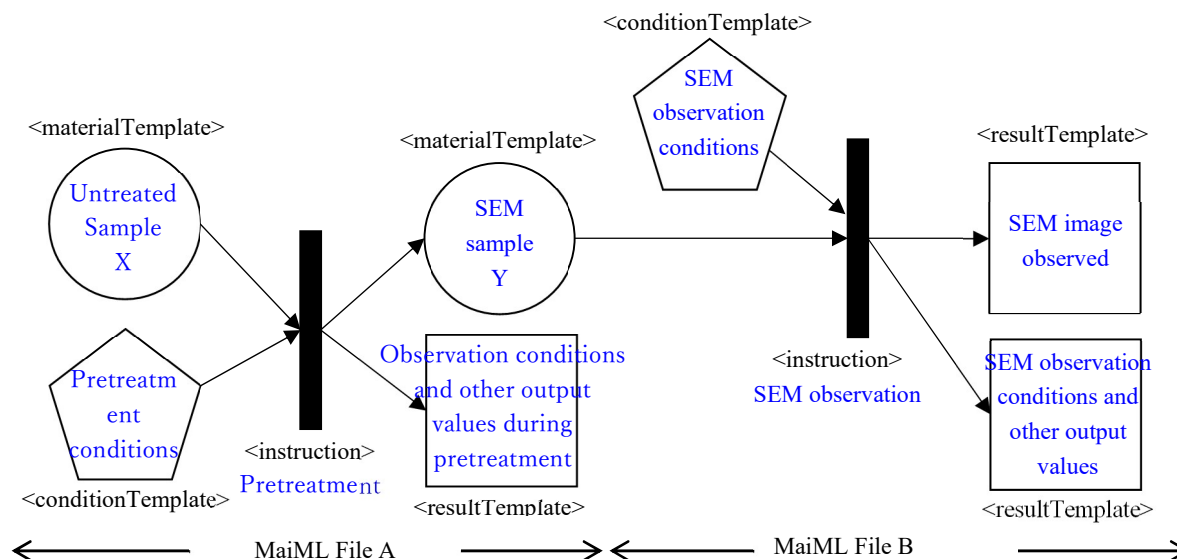 <conditionTemplate>
SEM
observation
conditions
<materialTemplate>
Untreated
Sample
X
<materialTemplate>
SEM
sample
Y
<resultTemplate>
SEM image
observed
Pretreatm
ent
conditions
<conditionTemplate>
<instruction>
Pretreatment
Observation conditions
and other output
values during
pretreatment
<resultTemplate>
<instruction>
SEM observation
SEM observation
conditions and
other output
values
<resultTemplate>
MaiML File A
MaiML File B